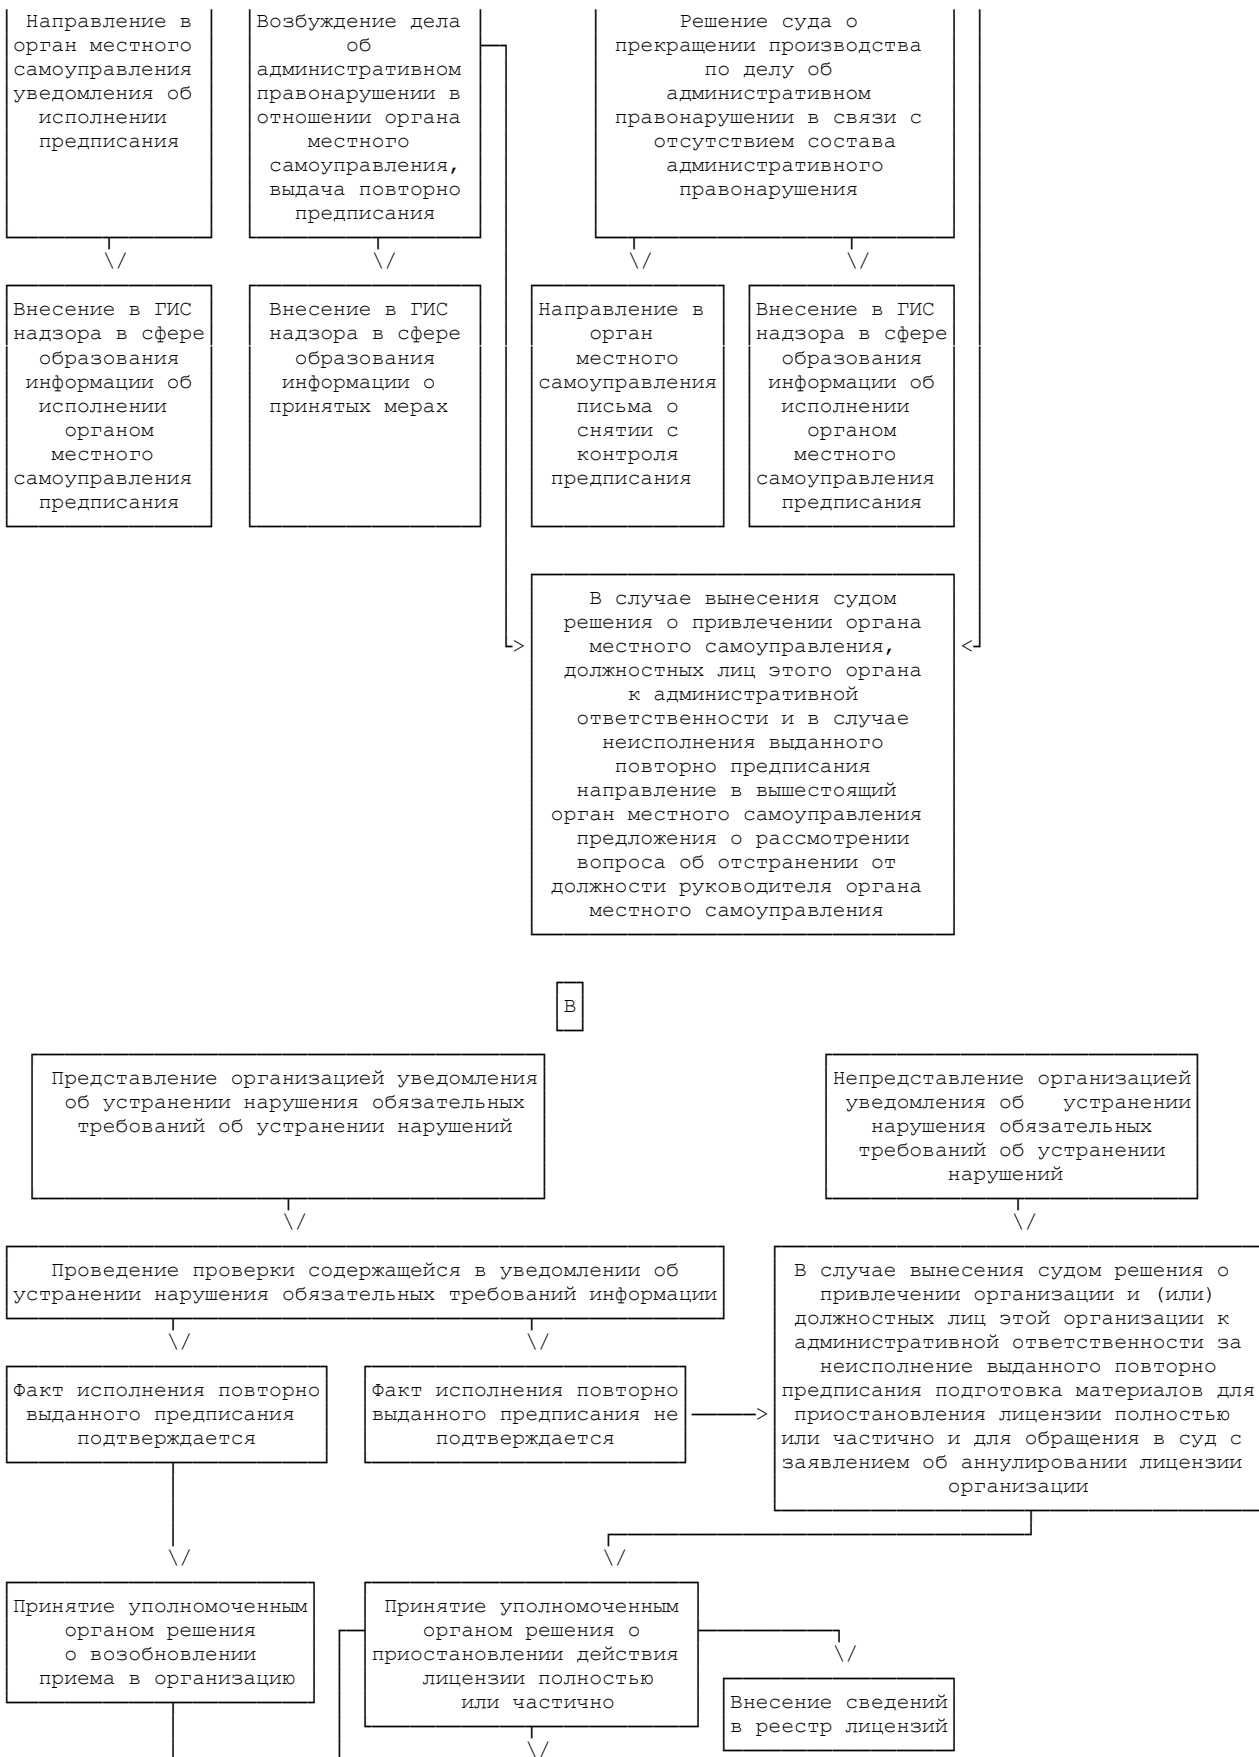 Направление в
орган местного
самоуправления
уведомления об
исполнении
предписания
Возбуждение дела
об
административном
правонарушении в
отношении органа
местного
самоуправления,
выдача повторно
предписания
Решение суда о
прекращении производства
по делу об
административном
правонарушении в связи с
отсутствием состава
административного
правонарушения
Внесение в ГИС
надзора в сфере
образования
информации об
исполнении
органом
местного
самоуправления
предписания
Внесение в ГИС
надзора в сфере
образования
информации о
принятых мерах
Направление в
орган
местного
самоуправления
письма о
снятии с
контроля
предписания
Внесение в ГИС
надзора в сфере
образования
информации об
исполнении
органом
местного
самоуправления
предписания
В случае вынесения судом
решения о привлечении органа
местного самоуправления,
должностных лиц этого органа
к административной
ответственности и в случае
неисполнения выданного
повторно предписания
направление в вышестоящий
орган местного самоуправления
предложения о рассмотрении
вопроса об отстранении от
должности руководителя органа
местного самоуправления
В
Представление организацией уведомления
об устранении нарушения обязательных
требований об устранении нарушений
Непредставление организацией
уведомления об устранении
нарушения обязательных
требований об устранении
нарушений
Проведение проверки содержащейся в уведомлении об
устранении нарушения обязательных требований информации
В случае вынесения судом решения о
привлечении организации и (или)
должностных лиц этой организации к
административной ответственности за
неисполнение выданного повторно
предписания подготовка материалов для
приостановления лицензии полностью
или частично и для обращения в суд с
заявлением об аннулировании лицензии
организации
Факт исполнения повторно
выданного предписания
подтверждается
Факт исполнения повторно
выданного предписания не
подтверждается
Принятие уполномоченным
органом решения
о возобновлении
приема в организацию
Принятие уполномоченным
органом решения о
приостановлении действия
лицензии полностью
или частично
Внесение сведений
в реестр лицензий